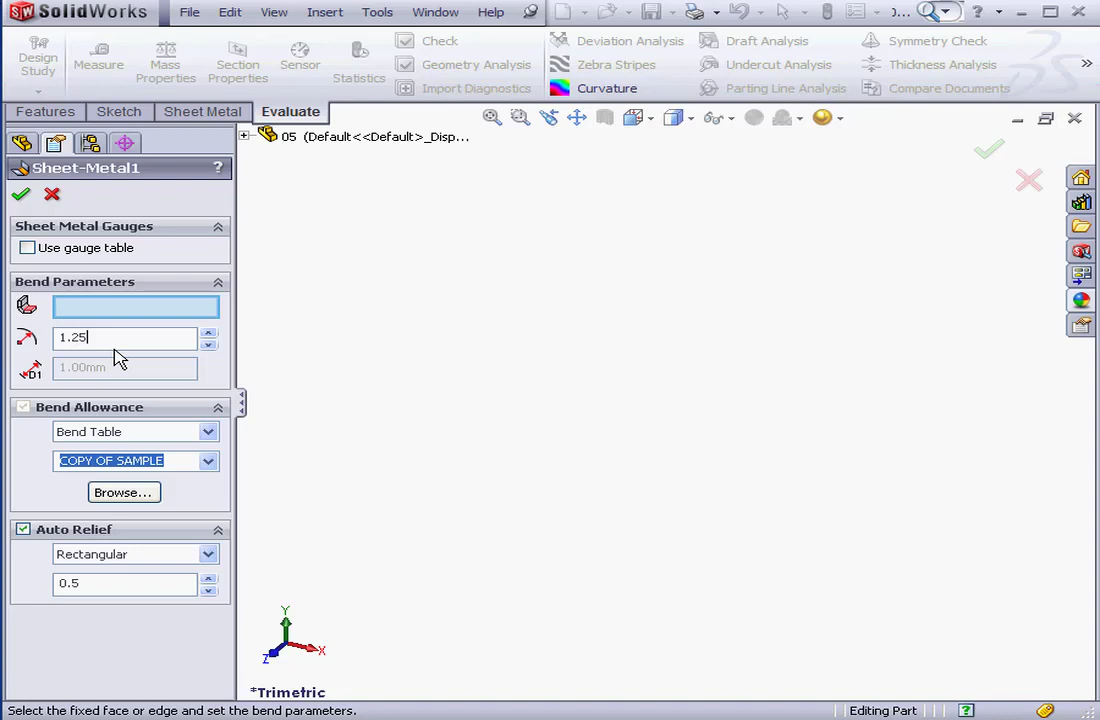 SolidWorks File Edit View Insert Tools Window Help )... ?
Design Study Measure Mass Properties Section Properties Sensor Statistics
Check Deviation Analysis Draft Analysis Symmetry Check
Geometry Analysis Zebra Stripes Undercut Analysis Thickness Analysis
Import Diagnostics Curvature Parting Line Analysis Compare Documents
Features Sketch Sheet Metal Evaluate
05 (Default<<Default>_Disp...
Sheet-Metal1 ?
Sheet Metal Gauges
Use gauge table
Bend Parameters
1.25
D1 1.00mm
Bend Allowance
Bend Table
COPY OF SAMPLE
Browse...
Auto Relief
Rectangular
0.5
Y
X
Z
*Trimetric
Select the fixed face or edge and set the bend parameters. Editing Part ?